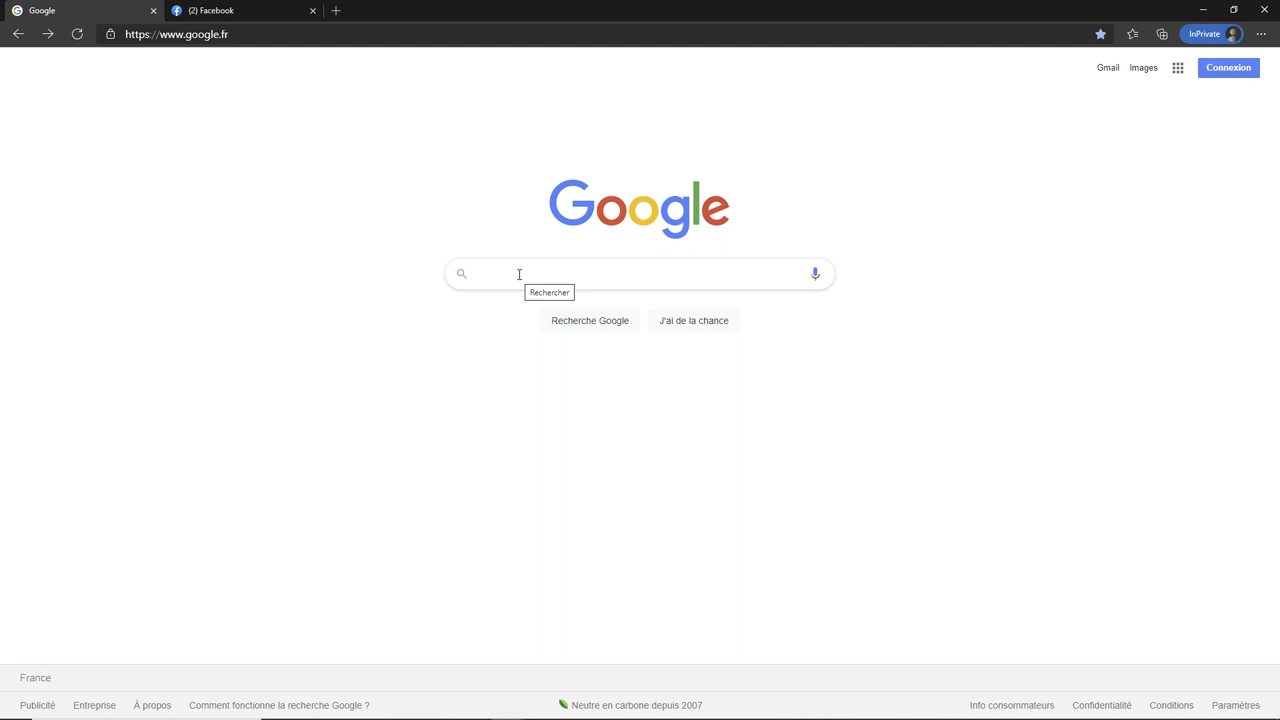 Google
(2) Facebook
https://www.google.fr
InPrivate
Gmail Images Connexion
Google
Rechercher
Recherche Google J'ai de la chance
France
Publicité Entreprise À propos Comment fonctionne la recherche Google ? Neutre en carbone depuis 2007 Info consommateurs Confidentialité Conditions Paramètres